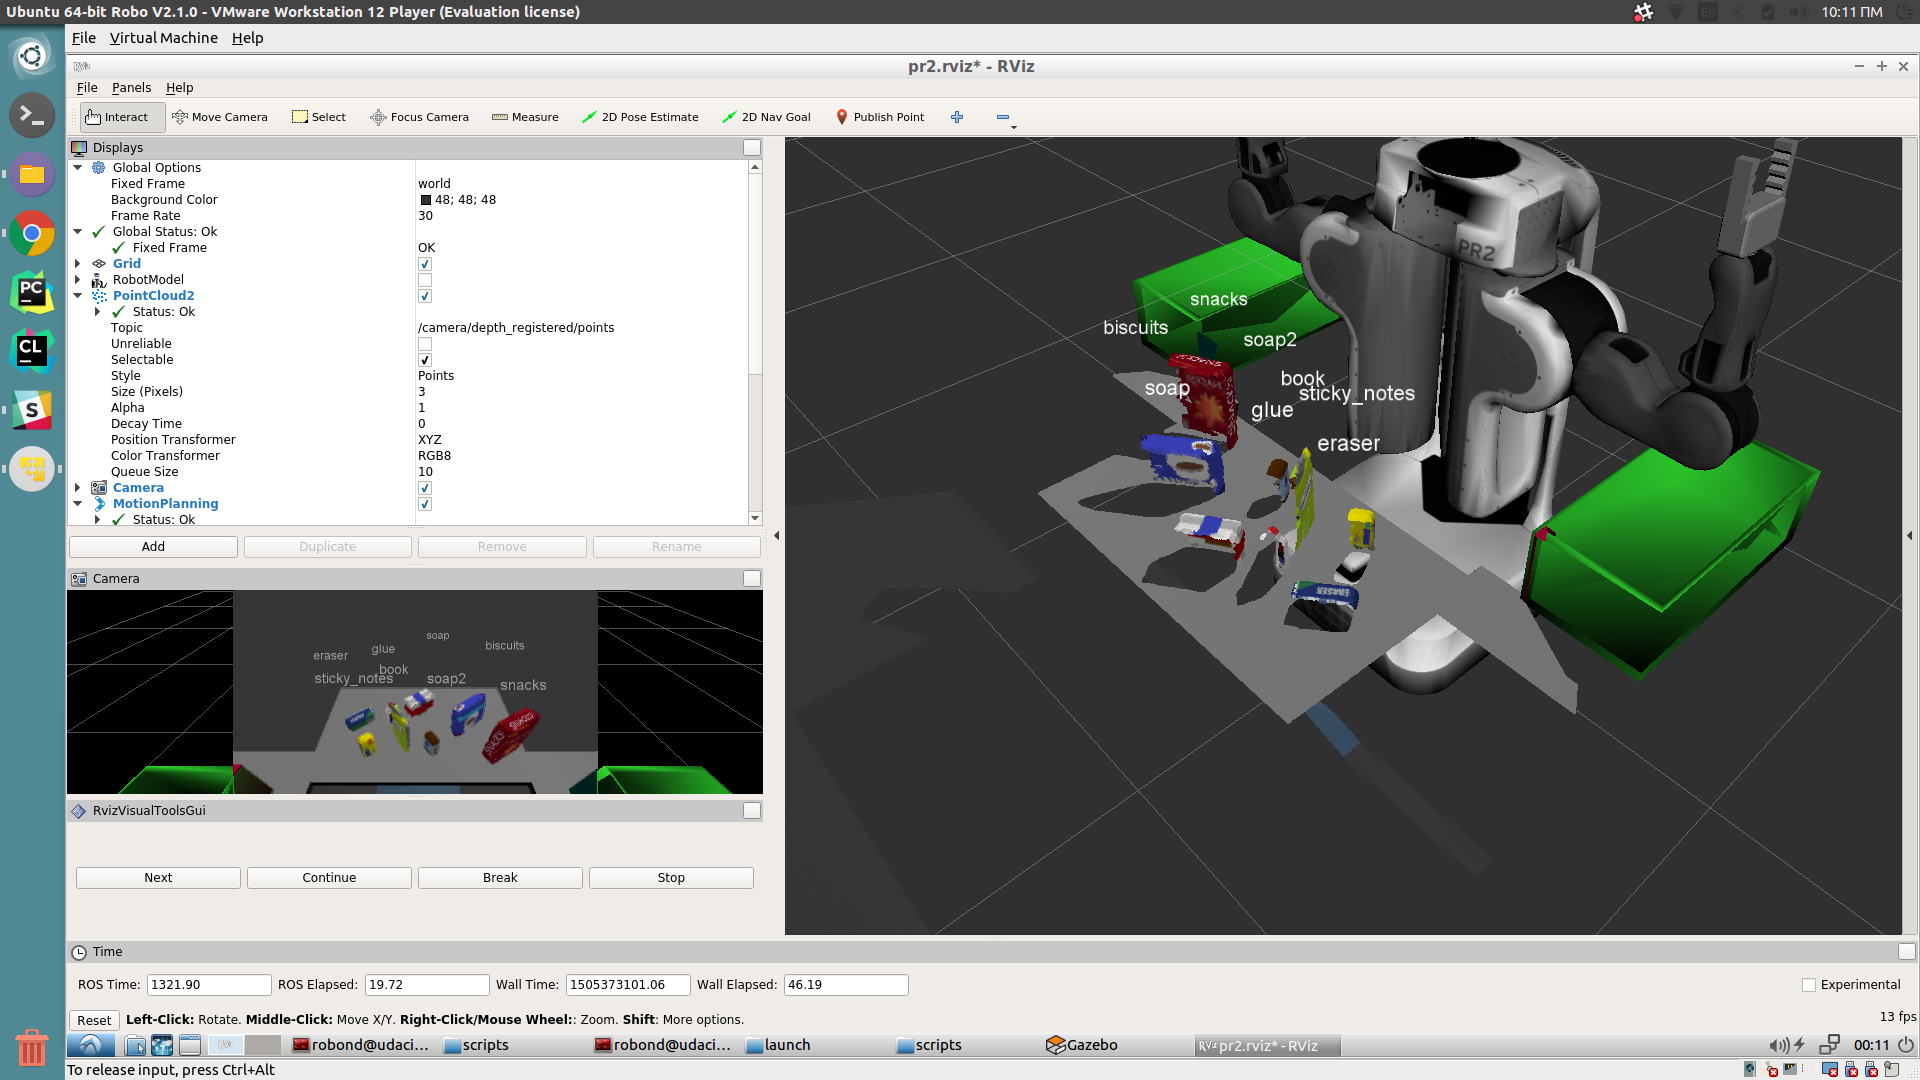 Ubuntu 64-bit Robo V2.1.0 - VMware Workstation 12 Player (Evaluation license)
En
10:11 ΠΜ
File Virtual Machine Help
pr2.rviz* - RViz
File Panels Help
Interact Move Camera Select Focus Camera Measure 2D Pose Estimate 2D Nav Goal Publish Point
Displays
Global Options
Fixed Frame world
Background Color 48; 48; 48
Frame Rate 30
Global Status: Ok
Fixed Frame OK
Grid
RobotModel
PointCloud2
Status: Ok
Topic /camera/depth_registered/points
Unreliable
Selectable
Style Points
Size (Pixels) 3
Alpha 1
Decay Time 0
Position Transformer XYZ
Color Transformer RGB8
Queue Size 10
Camera
MotionPlanning
Status: Ok
Add Duplicate Remove Rename
Camera
soap
biscuits
glue
eraser
book
sticky_notes
soap2
snacks
RvizVisualToolsGui
Next Continue Break Stop
PR2
snacks
biscuits
soap2
book
soap
sticky_notes
glue
eraser
ERASER
PC
CL
S
Time
ROS Time: 1321.90 ROS Elapsed: 19.72 Wall Time: 1505373101.06 Wall Elapsed: 46.19 Experimental
Reset Left-Click: Rotate. Middle-Click: Move X/Y. Right-Click/Mouse Wheel:: Zoom. Shift: More options. 13 fps
robond@udaci... scripts robond@udaci... launch scripts Gazebo RViz pr2.rviz* - RViz 00:11
To release input, press Ctrl+Alt